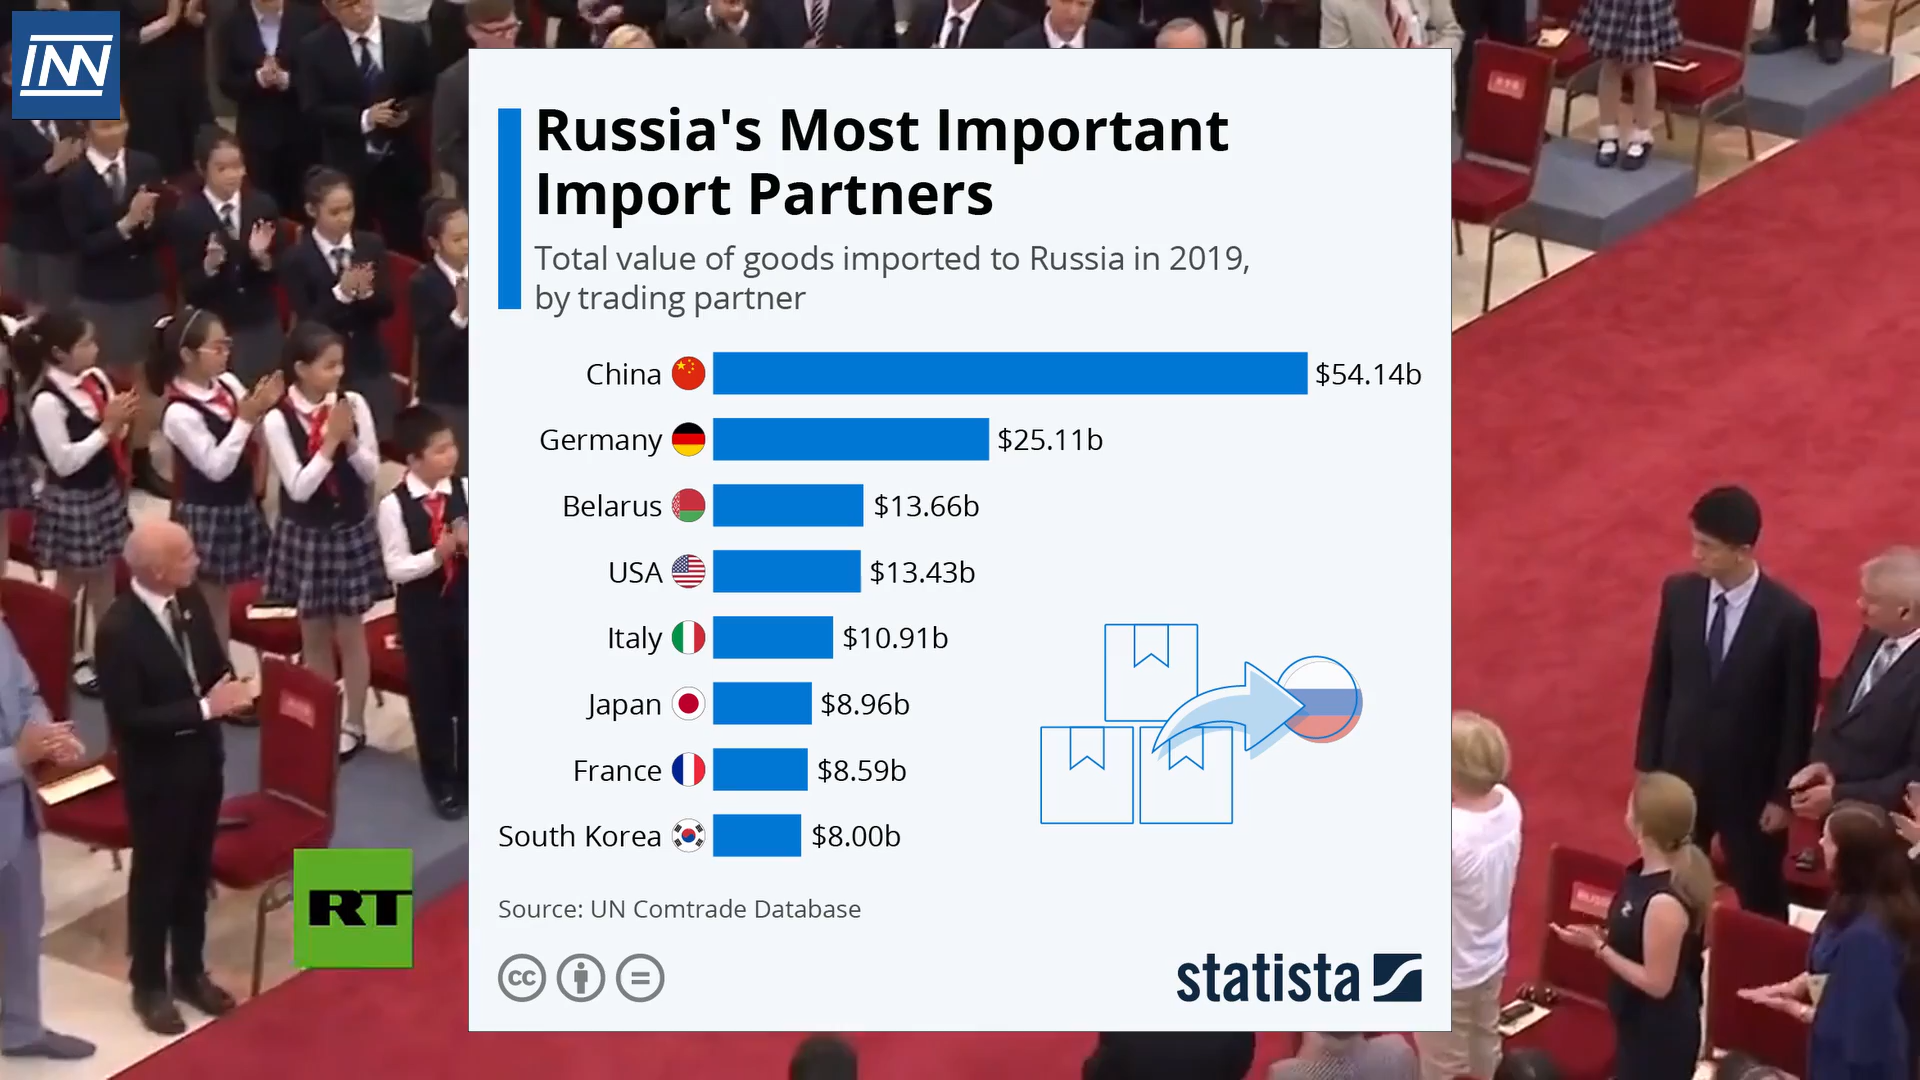 INN
Russia's Most Important
Import Partners
Total value of goods imported to Russia in 2019,
by trading partner
China $54.14b
Germany $25.11b
Belarus $13.66b
USA $13.43b
Italy $10.91b
Japan $8.96b
France $8.59b
South Korea $8.00b
RT
Source: UN Comtrade Database
cc
statista